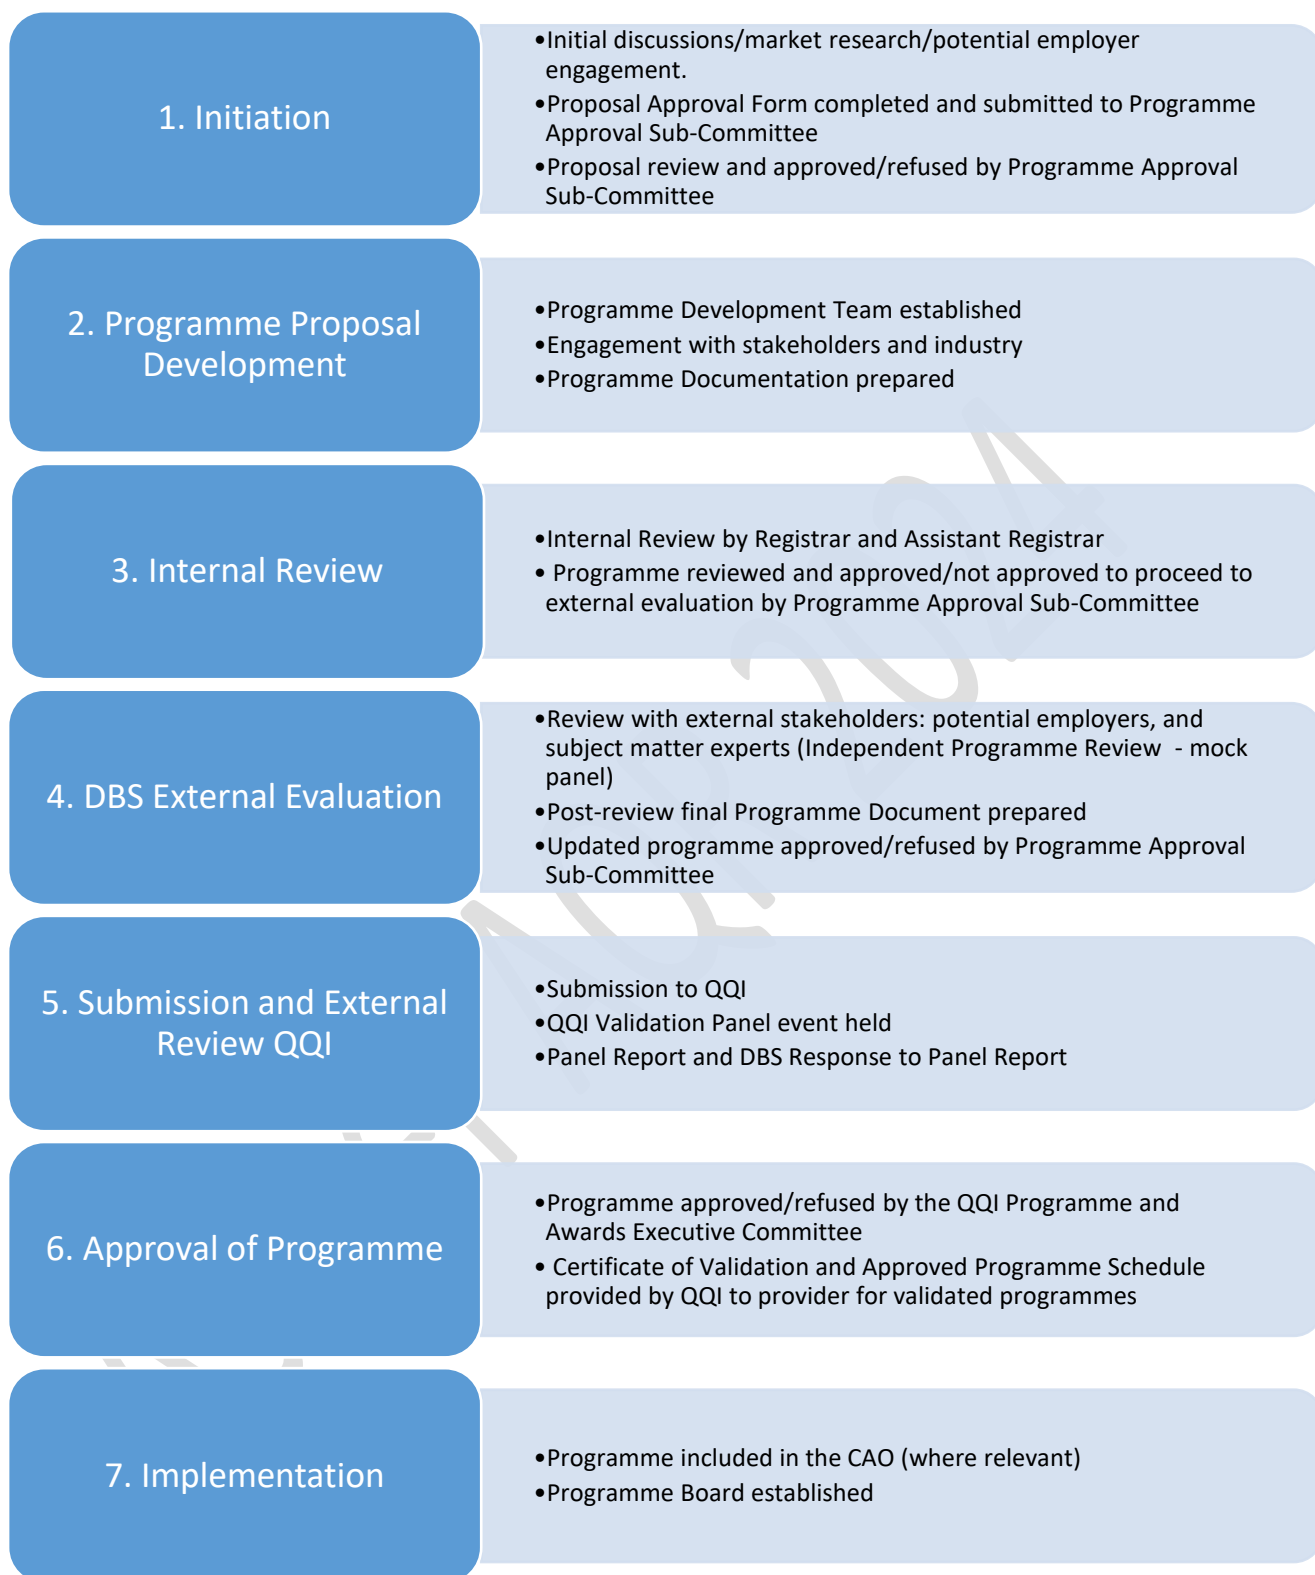 1. Initiation
•Initial discussions/market research/potential employer
engagement.
•Proposal Approval Form completed and submitted to Programme
Approval Sub-Committee
•Proposal review and approved/refused by Programme Approval
Sub-Committee
2. Programme Proposal
Development
•Programme Development Team established
•Engagement with stakeholders and industry
•Programme Documentation prepared
3. Internal Review
•Internal Review by Registrar and Assistant Registrar
• Programme reviewed and approved/not approved to proceed to
external evaluation by Programme Approval Sub-Committee
4. DBS External Evaluation
•Review with external stakeholders: potential employers, and
subject matter experts (Independent Programme Review  - mock
panel)
•Post-review final Programme Document prepared
•Updated programme approved/refused by Programme Approval
Sub-Committee
5. Submission and External
Review QQI
•Submission to QQI
•QQI Validation Panel event held
•Panel Report and DBS Response to Panel Report
6. Approval of Programme
•Programme approved/refused by the QQI Programme and
Awards Executive Committee
• Certificate of Validation and Approved Programme Schedule
provided by QQI to provider for validated programmes
7. Implementation
•Programme included in the CAO (where relevant)
•Programme Board established
AQR 2024